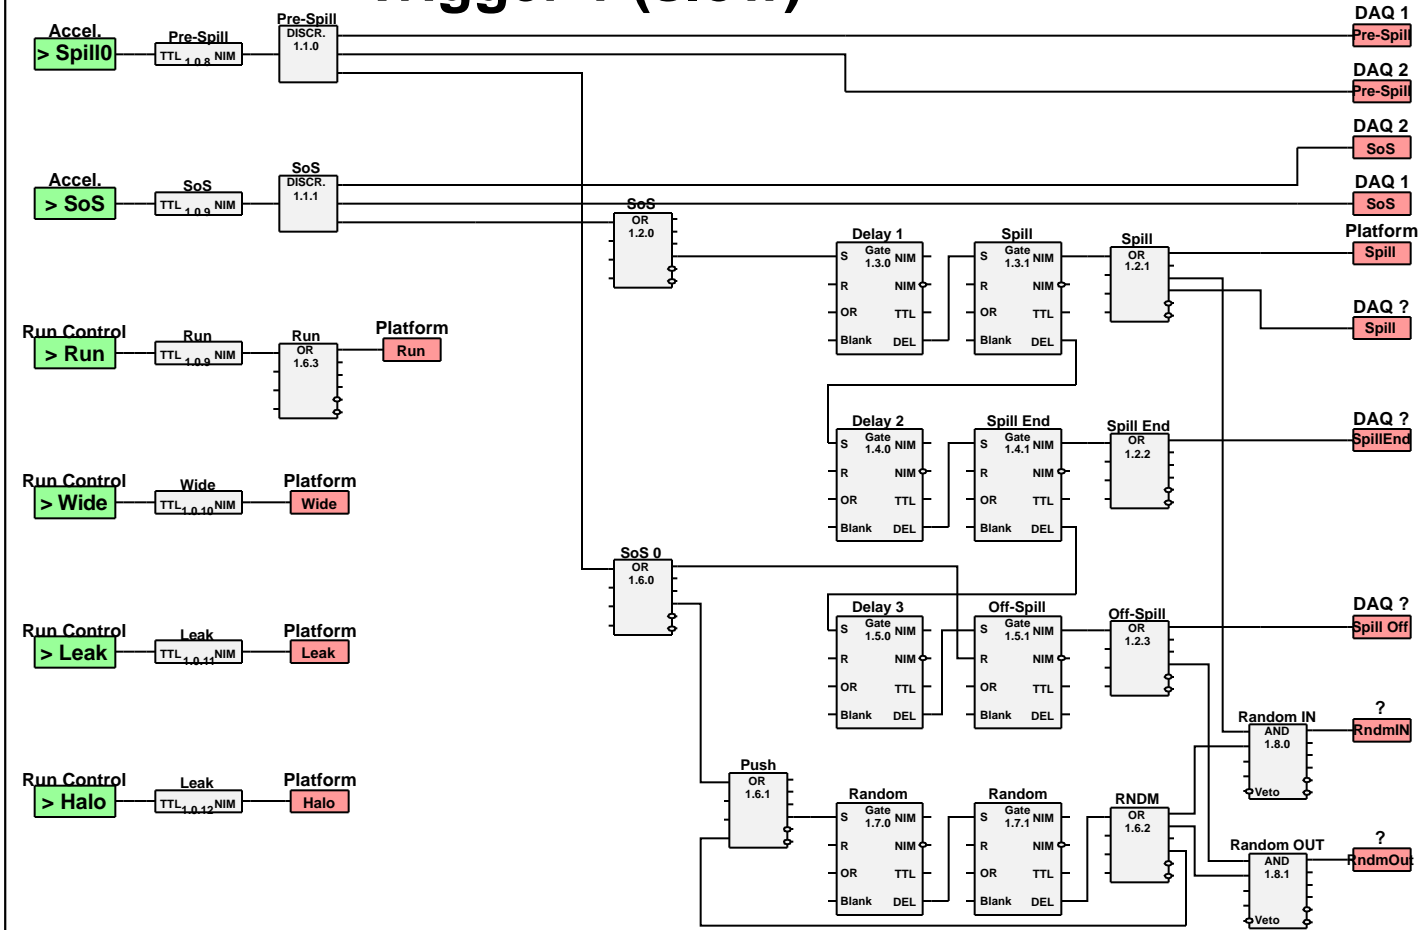 Trigger 1 (slow)
Accel.
> Spill0
Pre-Spill
TTL 1.0.8 NIM
Pre-Spill
DISCR.
1.1.0
DAQ 1
Pre-Spill
DAQ 2
Pre-Spill
DAQ 2
SoS
Accel.
> SoS
SoS
TTL 1.0.9 NIM
SoS
DISCR.
1.1.1
DAQ 1
SoS
SoS
OR
1.2.0
Delay 1
Gate
1.3.0
S NIM
R NIM
OR TTL
Blank DEL
Spill
Gate
1.3.1
S NIM
R NIM
OR TTL
Blank DEL
Spill
OR
1.2.1
Platform
Spill
DAQ ?
Spill
Run Control
> Run
Run
TTL 1.0.9 NIM
Run
OR
1.6.3
Platform
Run
Delay 2
Gate
1.4.0
S NIM
R NIM
OR TTL
Blank DEL
Spill End
Gate
1.4.1
S NIM
R NIM
OR TTL
Blank DEL
Spill End
OR
1.2.2
DAQ ?
SpillEnd
Run Control
> Wide
Wide
TTL 1.0.10 NIM
Platform
Wide
SoS 0
OR
1.6.0
Delay 3
Gate
1.5.0
S NIM
R NIM
OR TTL
Blank DEL
Off-Spill
Gate
1.5.1
S NIM
R NIM
OR TTL
Blank DEL
Off-Spill
OR
1.2.3
DAQ ?
Spill Off
Run Control
> Leak
Leak
TTL 1.0.11 NIM
Platform
Leak
Random IN
AND
1.8.0
Veto
?
RndmIN
Run Control
> Halo
Leak
TTL 1.0.12 NIM
Platform
Halo
Push
OR
1.6.1
Random
Gate
1.7.0
S NIM
R NIM
OR TTL
Blank DEL
Random
Gate
1.7.1
S NIM
R NIM
OR TTL
Blank DEL
RNDM
OR
1.6.2
Random OUT
AND
1.8.1
Veto
?
RndmOut